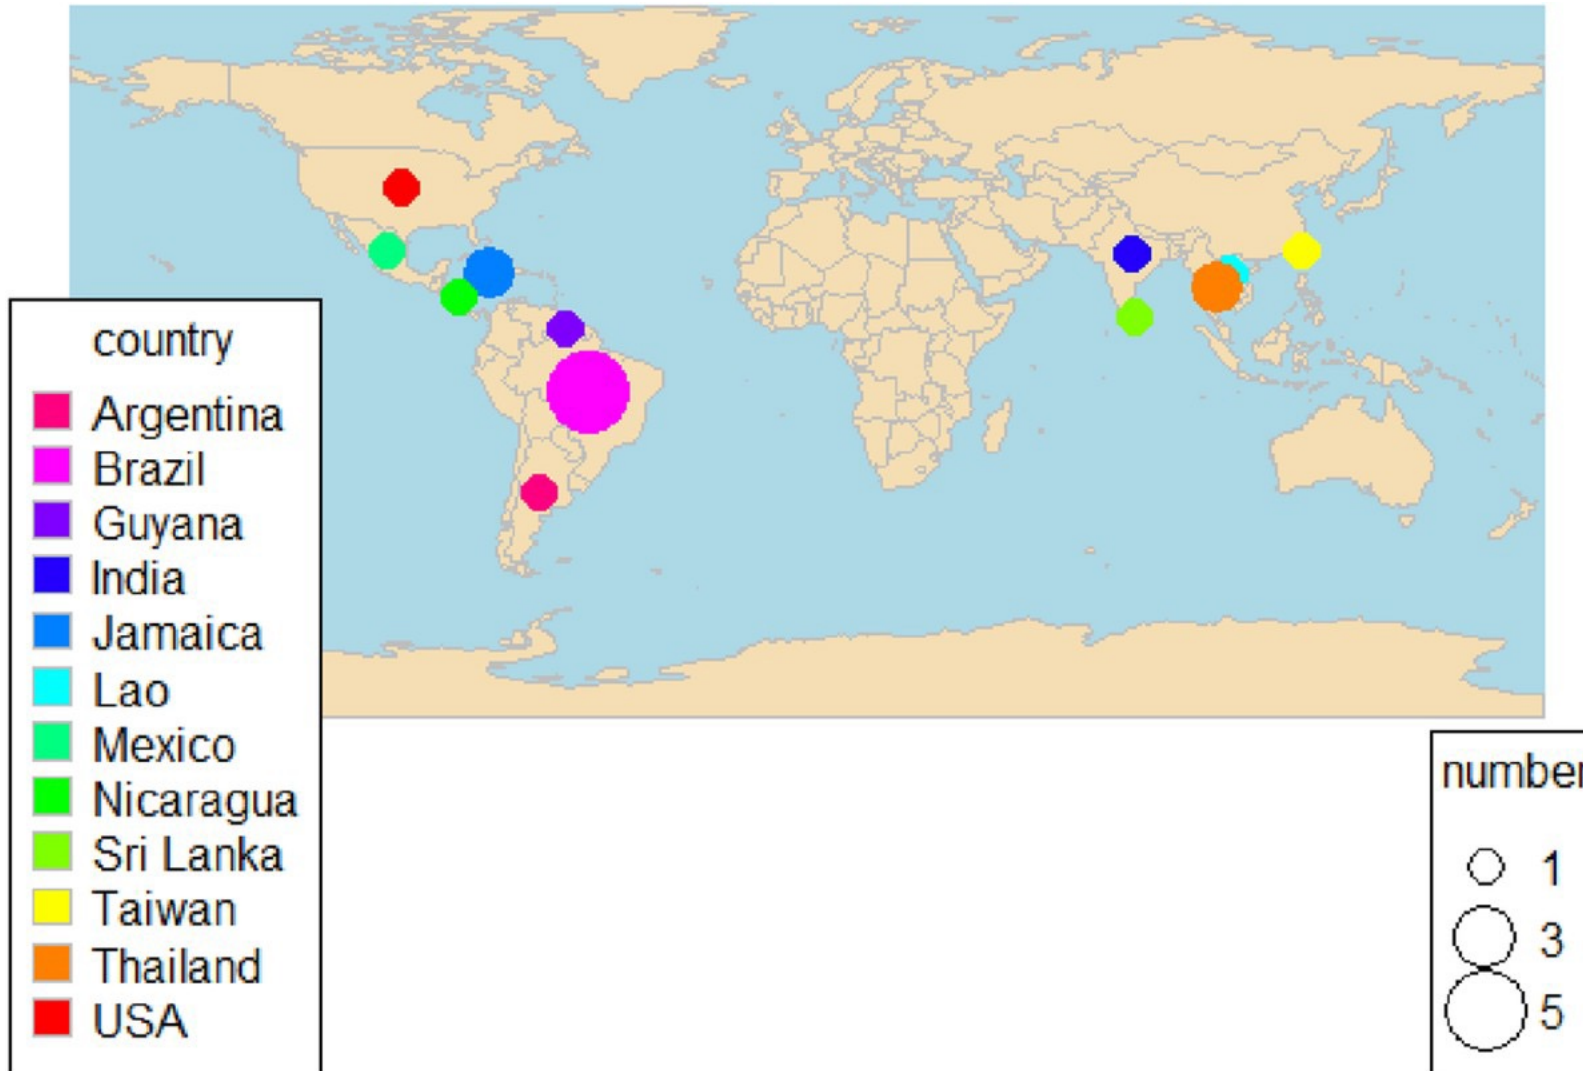 country
Argentina
Brazil
Guyana
India
Jamaica
Lao
Mexico
Nicaragua
Sri Lanka
Taiwan
Thailand
USA
number
1
3
5